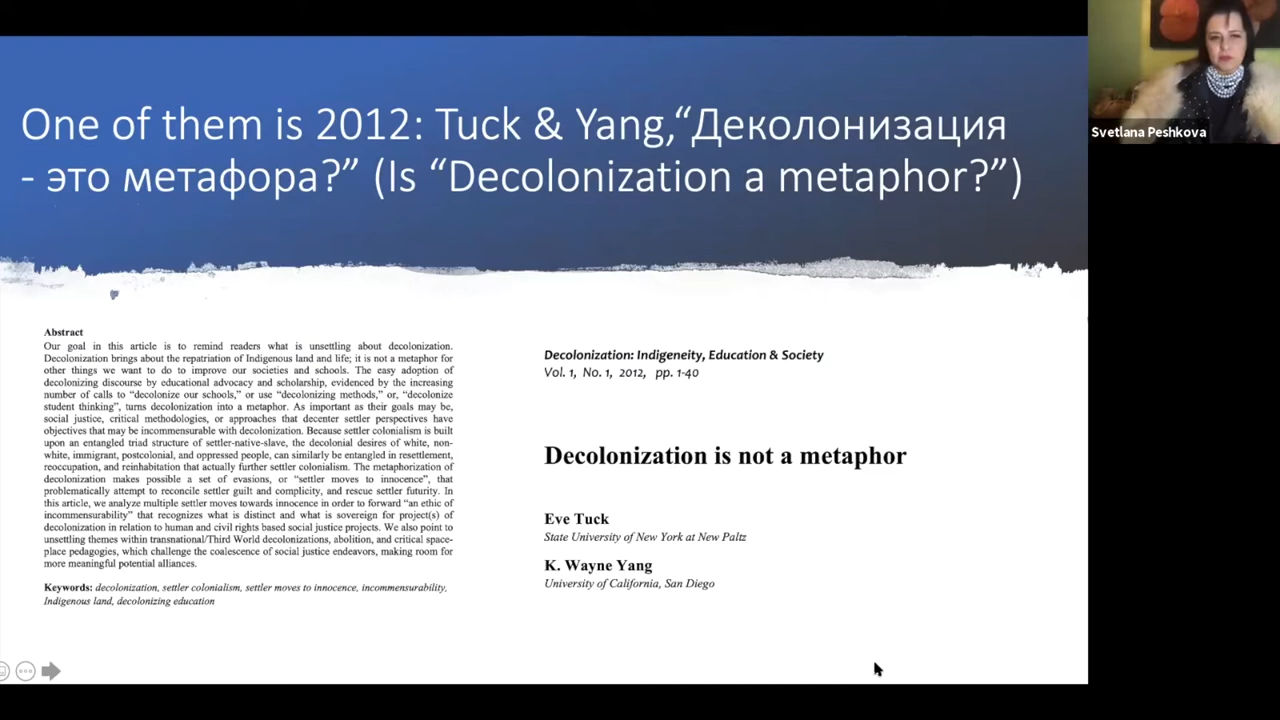 One of them is 2012: Tuck & Yang,“Деколонизация
- это метафора?” (Is “Decolonization a metaphor?”)
Svetlana Peshkova
Abstract
Our goal in this article is to remind readers what is unsettling about decolonization.
Decolonization brings about the repatriation of Indigenous land and life; it is not a metaphor for
other things we want to do to improve our societies and schools. The easy adoption of
decolonizing discourse by educational advocacy and scholarship, evidenced by the increasing
number of calls to “decolonize our schools,” or use “decolonizing methods,” or, “decolonize
student thinking”, turns decolonization into a metaphor. As important as their goals may be,
social justice, critical methodologies, or approaches that decenter settler perspectives have
objectives that may be incommensurable with decolonization. Because settler colonialism is built
upon an entangled triad structure of settler-native-slave, the decolonial desires of white, non-
white, immigrant, postcolonial, and oppressed people, can similarly be entangled in resettlement,
reoccupation, and reinhabitation that actually further settler colonialism. The metaphorization of
decolonization makes possible a set of evasions, or “settler moves to innocence”, that
problematically attempt to reconcile settler guilt and complicity, and rescue settler futurity. In
this article, we analyze multiple settler moves towards innocence in order to forward “an ethic of
incommensurability” that recognizes what is distinct and what is sovereign for project(s) of
decolonization in relation to human and civil rights based social justice projects. We also point to
unsettling themes within transnational/Third World decolonizations, abolition, and critical space-
place pedagogies, which challenge the coalescence of social justice endeavors, making room for
more meaningful potential alliances.
Keywords: decolonization, settler colonialism, settler moves to innocence, incommensurability,
Indigenous land, decolonizing education
Decolonization: Indigeneity, Education & Society
Vol. 1, No. 1, 2012, pp. 1-40
Decolonization is not a metaphor
Eve Tuck
State University of New York at New Paltz
K. Wayne Yang
University of California, San Diego